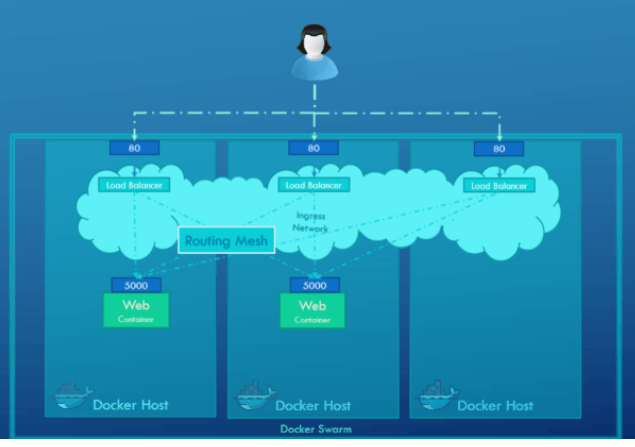 80
80
80
Load Balancer
Load Balancer
Load Balancer
Ingress
Network
Routing Mesh
5000
5000
Web
Container
Web
Container
Docker Host
Docker Host
Docker Host
Docker Swarm